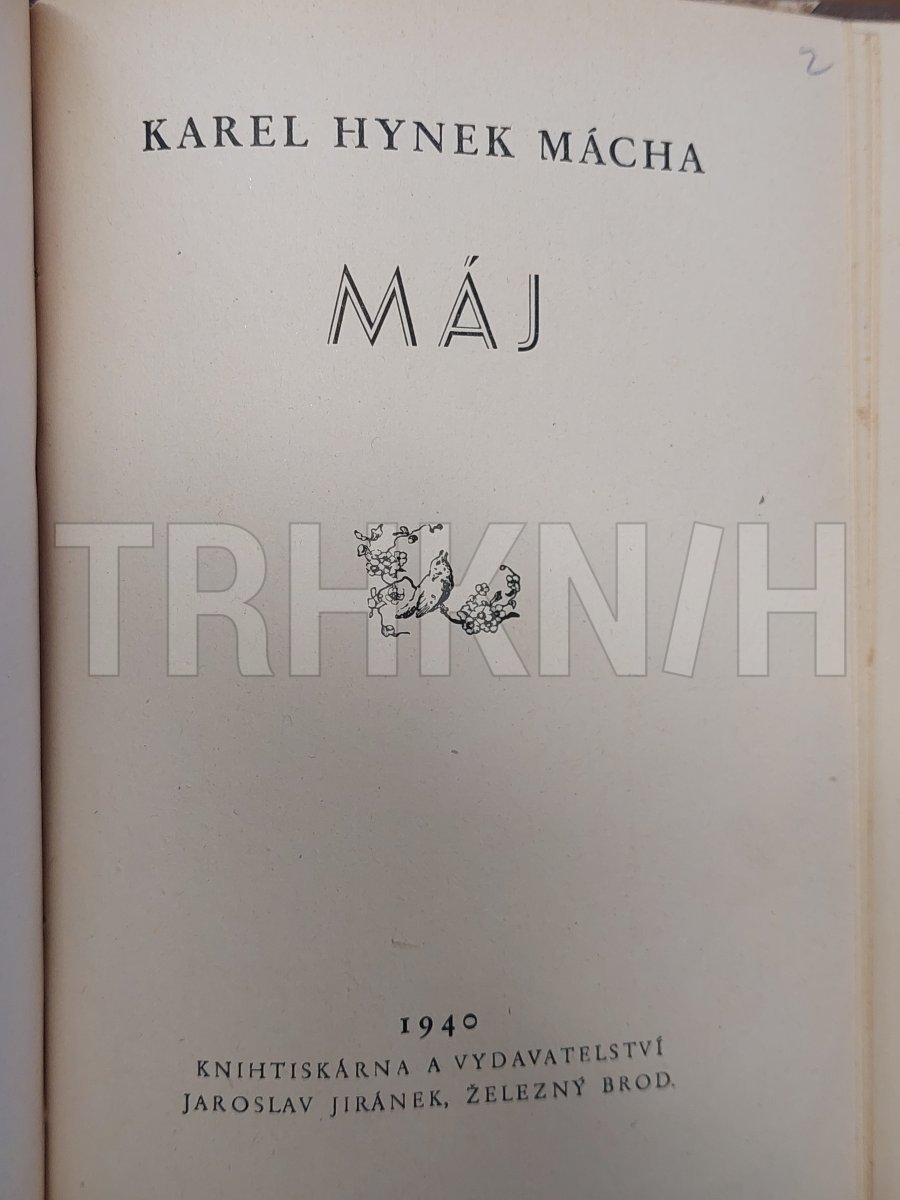 2
KAREL HYNEK MÁCHA
MÁJ
TRHKNIH
1940
KNIHTISKÁRNA A VYDAVATELSTVÍ
JAROSLAV JIRÁNEK, ŽELEZNÝ BROD.